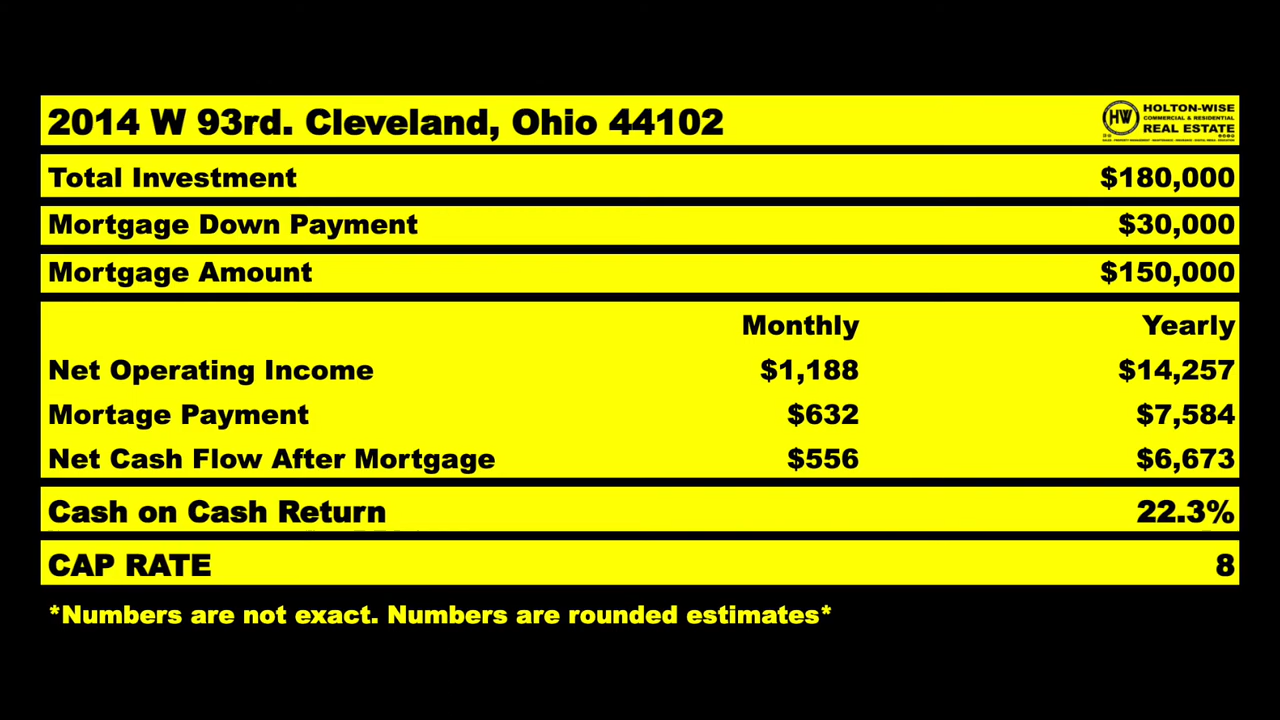 2014 W 93rd. Cleveland, Ohio 44102
HW
HOLTON-WISE
COMMERCIAL & RESIDENTIAL
REAL ESTATE
Total Investment $180,000
Mortgage Down Payment $30,000
Mortgage Amount $150,000
Monthly Yearly
Net Operating Income $1,188 $14,257
Mortage Payment $632 $7,584
Net Cash Flow After Mortgage $556 $6,673
Cash on Cash Return 22.3%
CAP RATE 8
*Numbers are not exact. Numbers are rounded estimates*